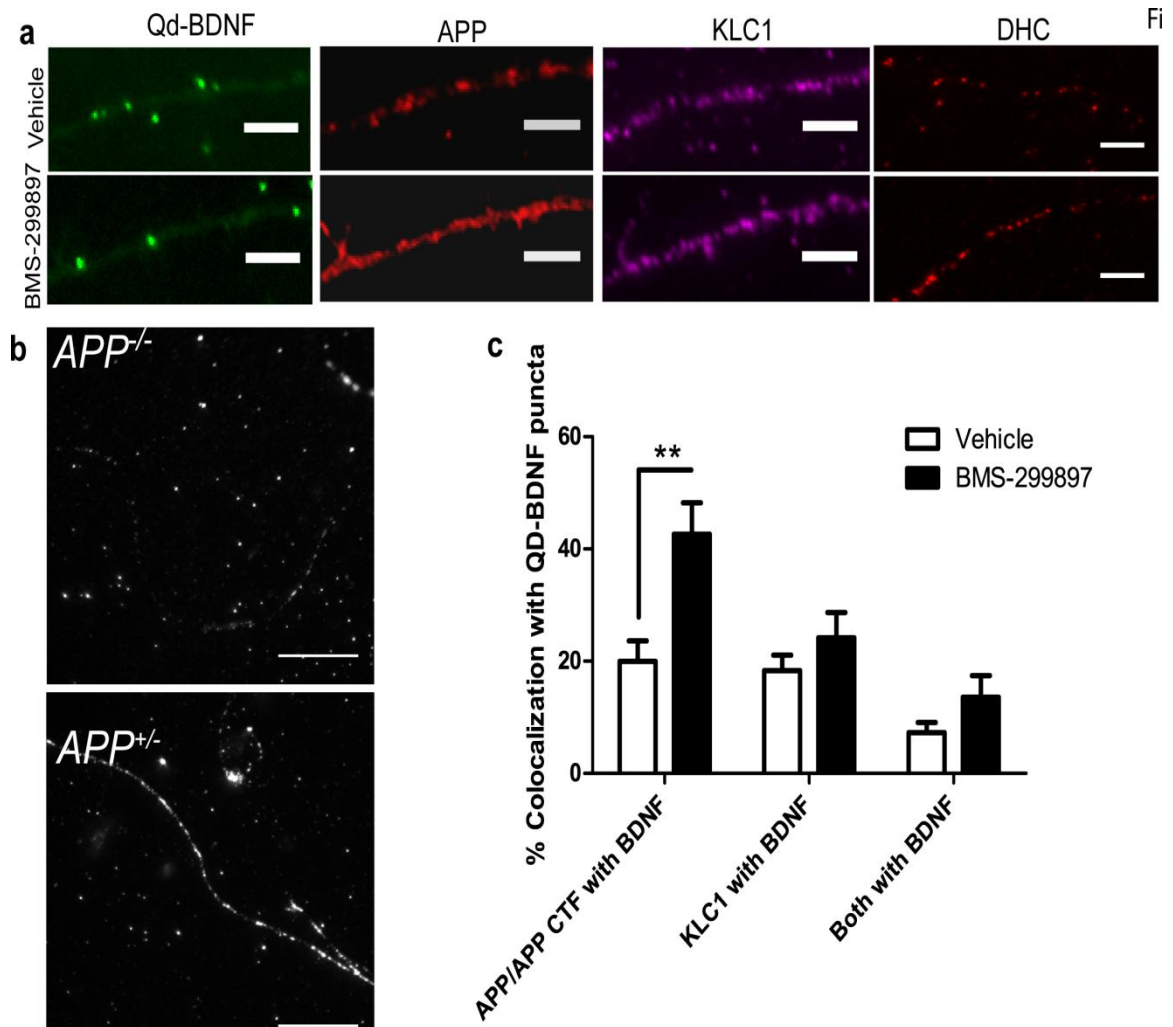 a
Qd-BDNF
APP
KLC1
DHC
Fi
Vehicle
BMS-299897
b
APP-/-
APP+/-
c
% Colocalization with QD-BDNF puncta
60
40
20
0
**
Vehicle
BMS-299897
APP/APP CTF with BDNF
KLC1 with BDNF
Both with BDNF